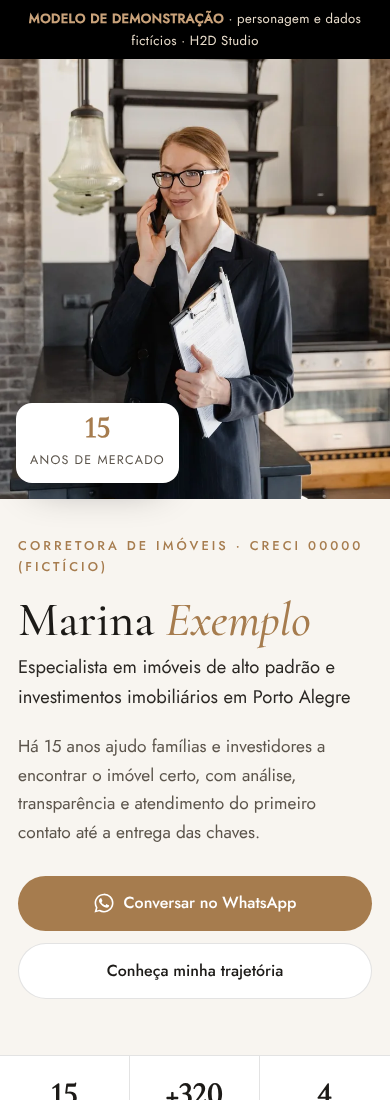 MODELO DE DEMONSTRAÇÃO · personagem e dados
fictícios · H2D Studio
15
ANOS DE MERCADO
CORRETORA DE IMÓVEIS · CRECI 00000
(FICTÍCIO)
Marina Exemplo
Especialista em imóveis de alto padrão e
investimentos imobiliários em Porto Alegre
Há 15 anos ajudo famílias e investidores a
encontrar o imóvel certo, com análise,
transparência e atendimento do primeiro
contato até a entrega das chaves.
Conversar no WhatsApp
Conheça minha trajetória
15 +320 4